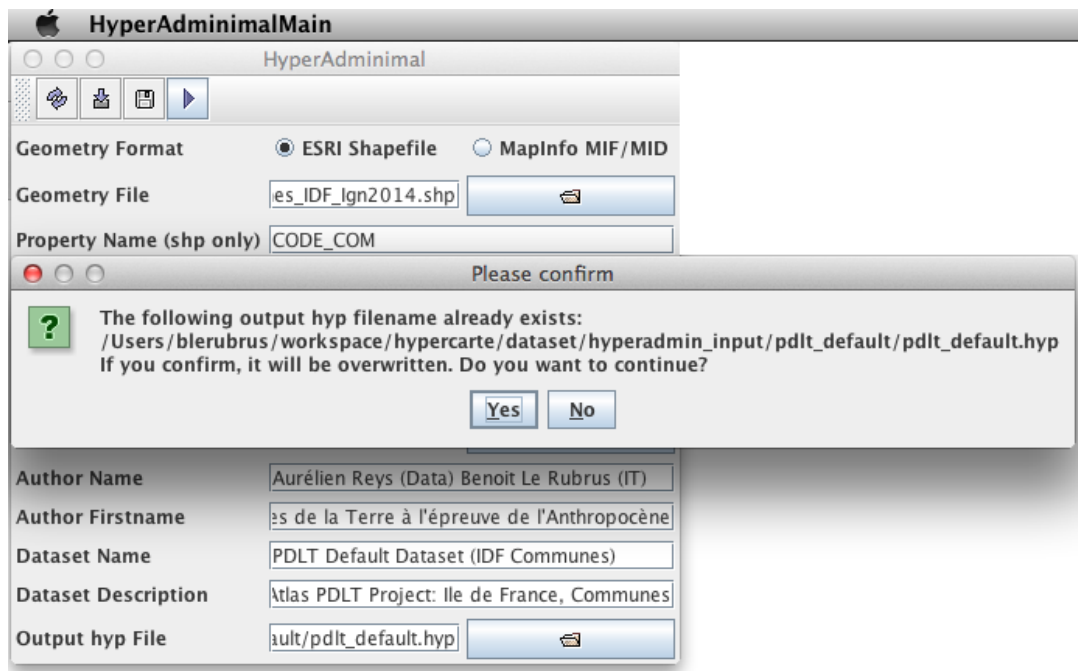 HyperAdminimalMain
HyperAdminimal
Geometry Format ESRI Shapefile MapInfo MIF/MID
Geometry File es_IDF_Ign2014.shp
Property Name (shp only) CODE_COM
Please confirm
? The following output hyp filename already exists:
/Users/blerubrus/workspace/hypercarte/dataset/hyperadmin_input/pdlt_default/pdlt_default.hyp
If you confirm, it will be overwritten. Do you want to continue?
Yes No
Author Name Aurélien Reys (Data) Benoit Le Rubrus (IT)
Author Firstname es de la Terre à l'épreuve de l'Anthropocène
Dataset Name PDLT Default Dataset (IDF Communes)
Dataset Description Atlas PDLT Project: Ile de France, Communes
Output hyp File ault/pdlt_default.hyp